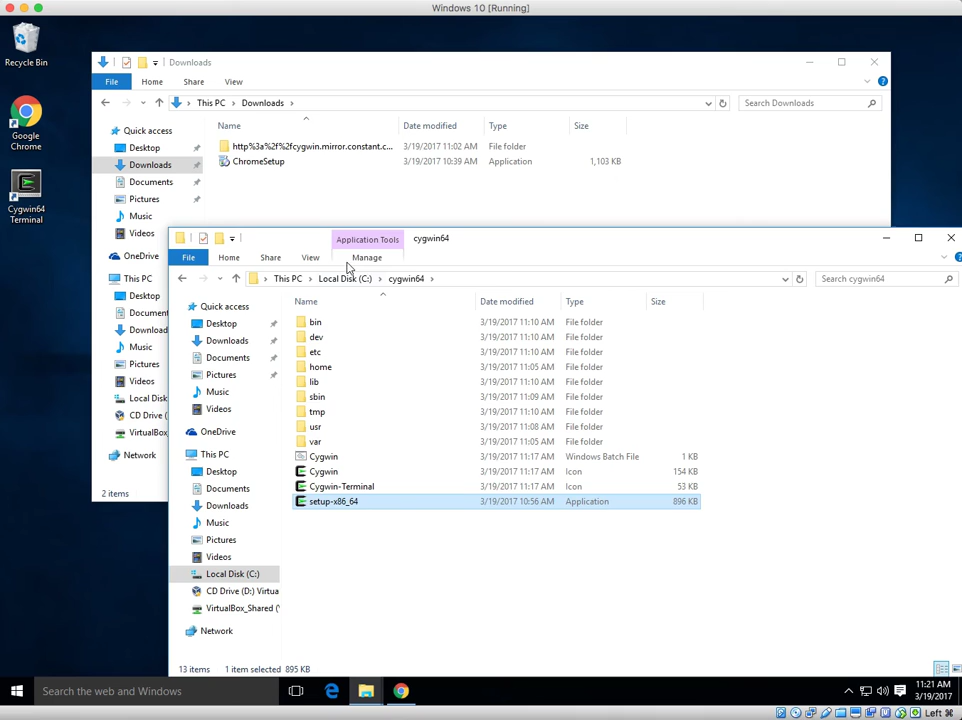 Windows 10 [Running]
Recycle Bin
Google Chrome
Cygwin64 Terminal
Downloads
File Home Share View
This PC Downloads
Search Downloads
Name Date modified Type Size
http%3a%2f%2fcygwin.mirror.constant.c... 3/19/2017 11:02 AM File folder
ChromeSetup 3/19/2017 10:39 AM Application 1,103 KB
Quick access
Desktop
Downloads
Documents
Pictures
Music
Videos
OneDrive
This PC
Desktop
Document
Download
Music
Pictures
Videos
Local Disk
CD Drive (
VirtualBox
Network
2 items
Application Tools cygwin64
File Home Share View Manage
This PC Local Disk (C:) cygwin64
Search cygwin64
Name Date modified Type Size
bin 3/19/2017 11:10 AM File folder
dev 3/19/2017 11:10 AM File folder
etc 3/19/2017 11:10 AM File folder
home 3/19/2017 11:05 AM File folder
lib 3/19/2017 11:10 AM File folder
sbin 3/19/2017 11:09 AM File folder
tmp 3/19/2017 11:10 AM File folder
usr 3/19/2017 11:08 AM File folder
var 3/19/2017 11:05 AM File folder
Cygwin 3/19/2017 11:17 AM Windows Batch File 1 KB
Cygwin 3/19/2017 11:17 AM Icon 154 KB
Cygwin-Terminal 3/19/2017 11:17 AM Icon 53 KB
setup-x86_64 3/19/2017 10:56 AM Application 896 KB
Quick access
Desktop
Downloads
Documents
Pictures
Music
Videos
OneDrive
This PC
Desktop
Documents
Downloads
Music
Pictures
Videos
Local Disk (C:)
CD Drive (D:) Virtua
VirtualBox_Shared (
Network
13 items 1 item selected 895 KB
Search the web and Windows
11:21 AM
3/19/2017
Left ⌘